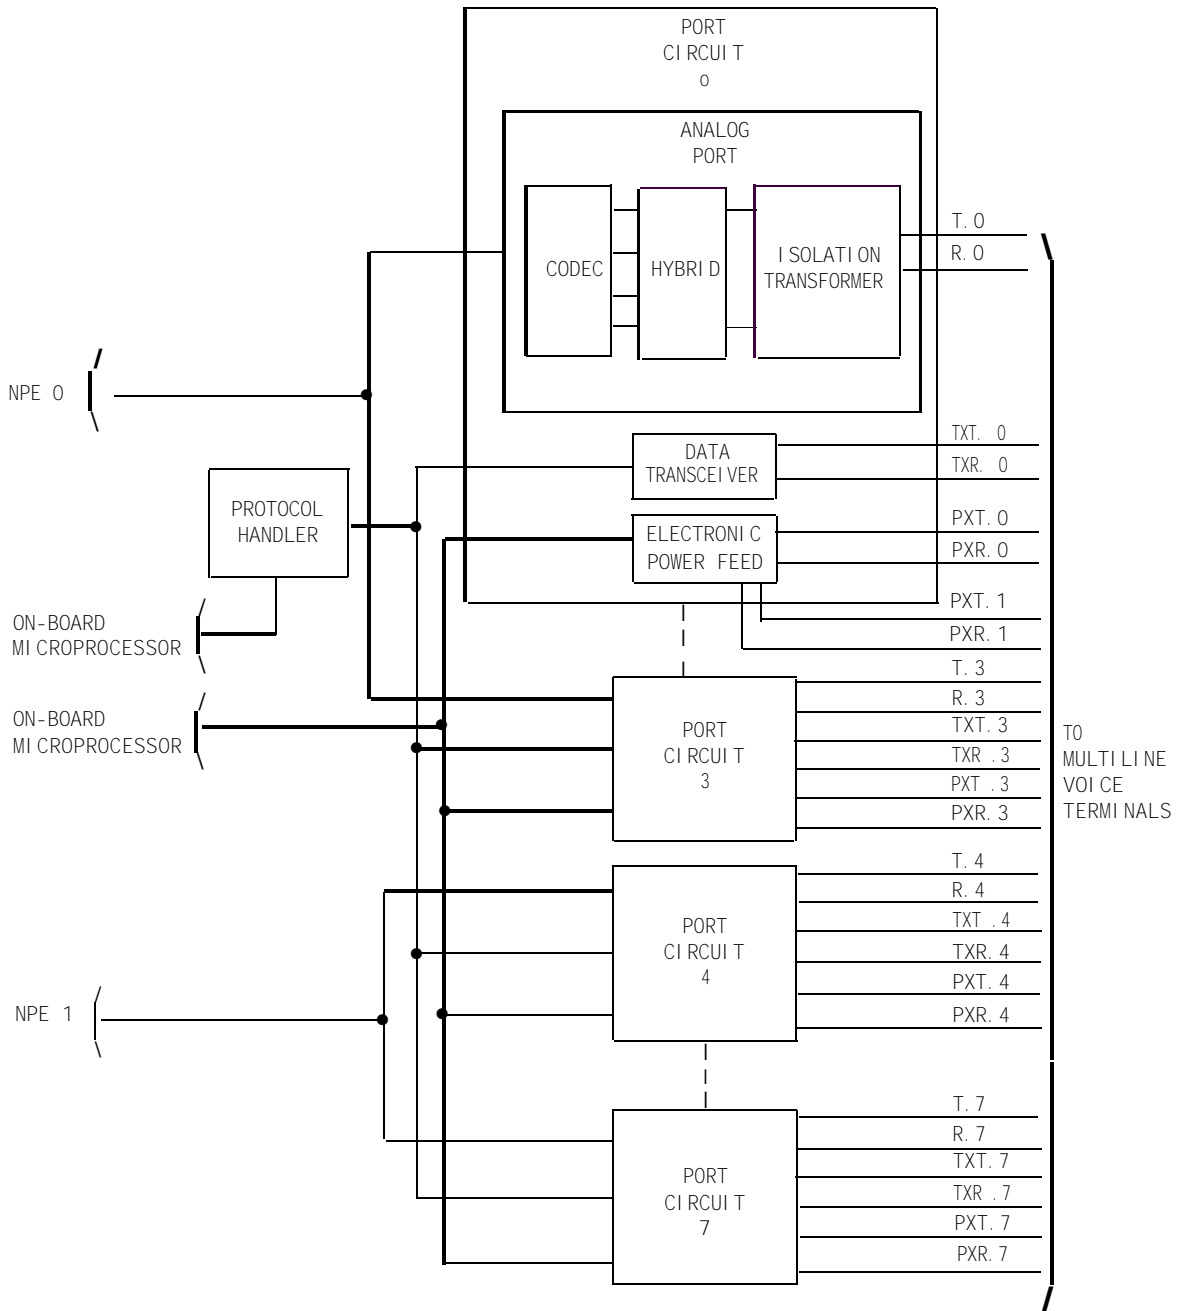 PORT
CIRCUIT
0
ANALOG
PORT
CODEC
HYBRID
ISOLATION
TRANSFORMER
T.0
R.0
NPE 0
DATA
TRANSCEIVER
TXT. 0
TXR. 0
PROTOCOL
HANDLER
ELECTRONIC
POWER FEED
PXT.0
PXR.0
PXT.1
PXR.1
ON-BOARD
MICROPROCESSOR
ON-BOARD
MICROPROCESSOR
PORT
CIRCUIT
3
T.3
R.3
TXT.3
TXR .3
PXT .3
PXR.3
TO
MULTILINE
VOICE
TERMINALS
PORT
CIRCUIT
4
T.4
R.4
TXT .4
TXR.4
PXT.4
PXR.4
NPE 1
PORT
CIRCUIT
7
T.7
R.7
TXT.7
TXR .7
PXT.7
PXR.7